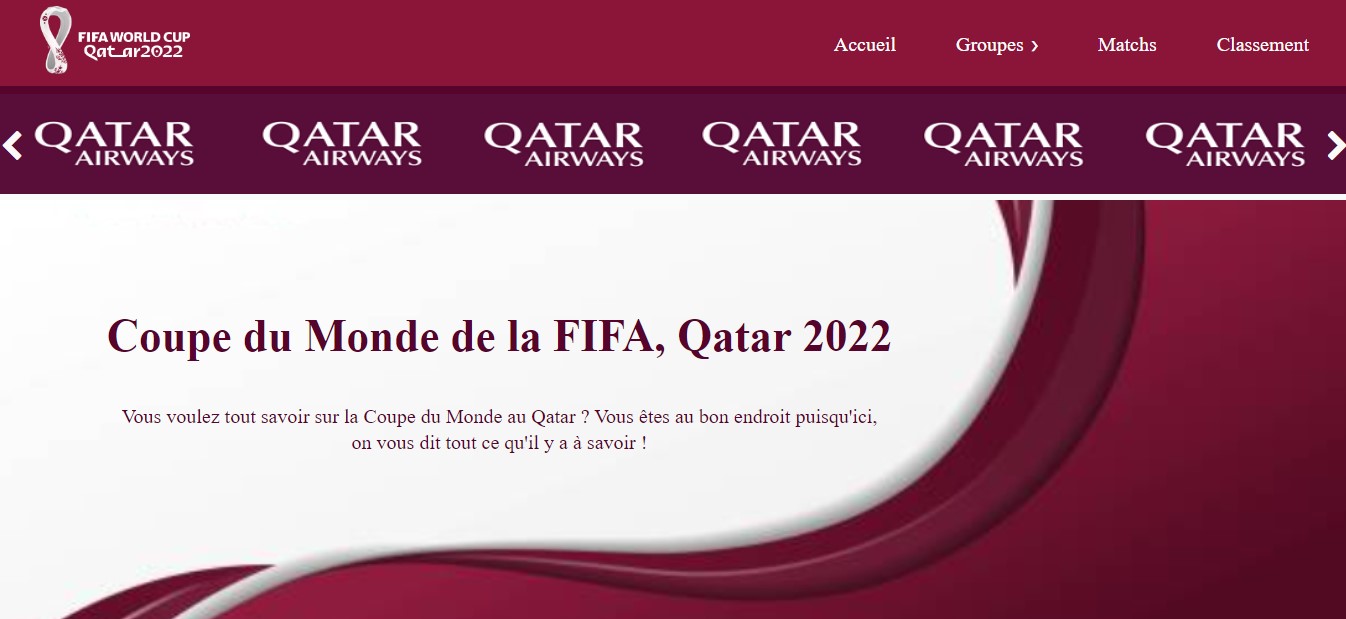 FIFA WORLD CUP
Qatar2022
Accueil
Groupes ›
Matchs
Classement
QATAR
AIRWAYS
QATAR
AIRWAYS
QATAR
AIRWAYS
QATAR
AIRWAYS
QATAR
AIRWAYS
QATAR
AIRWAYS
Coupe du Monde de la FIFA, Qatar 2022
Vous voulez tout savoir sur la Coupe du Monde au Qatar ? Vous êtes au bon endroit puisqu'ici,
on vous dit tout ce qu'il y a à savoir !